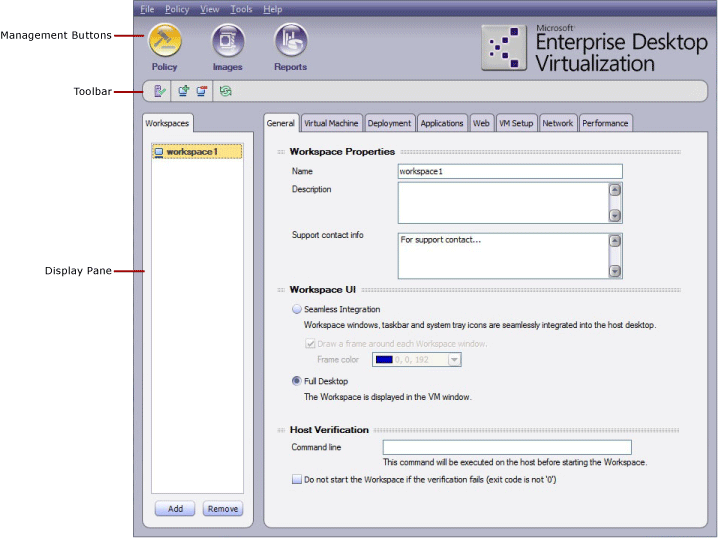 File Policy View Tools Help
Management Buttons
Policy Images Reports
Microsoft
Enterprise Desktop
Virtualization
Toolbar
Workspaces
General Virtual Machine Deployment Applications Web VM Setup Network Performance
workspace1
Workspace Properties
Name workspace1
Description
Support contact info For support contact...
Display Pane
Workspace UI
Seamless Integration
Workspace windows, taskbar and system tray icons are seamlessly integrated into the host desktop.
Draw a frame around each Workspace window.
Frame color 0, 0, 192
Full Desktop
The Workspace is displayed in the VM window.
Host Verification
Command line
This command will be executed on the host before starting the Workspace.
Do not start the Workspace if the verification fails (exit code is not '0')
Add Remove